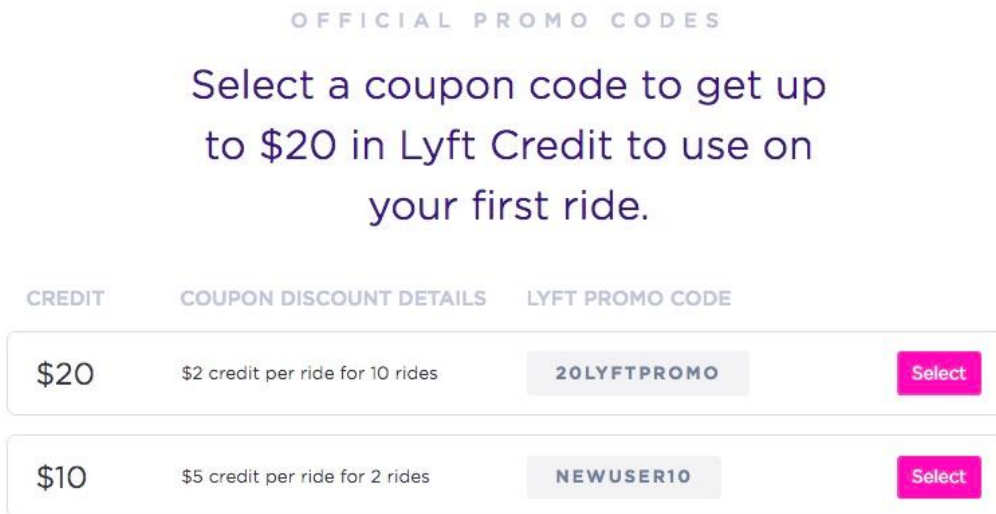 OFFICIAL PROMO CODES
Select a coupon code to get up
to $20 in Lyft Credit to use on
your first ride.
CREDIT COUPON DISCOUNT DETAILS LYFT PROMO CODE
$20 $2 credit per ride for 10 rides 20LYFTPROMO Select
$10 $5 credit per ride for 2 rides NEWUSER10 Select